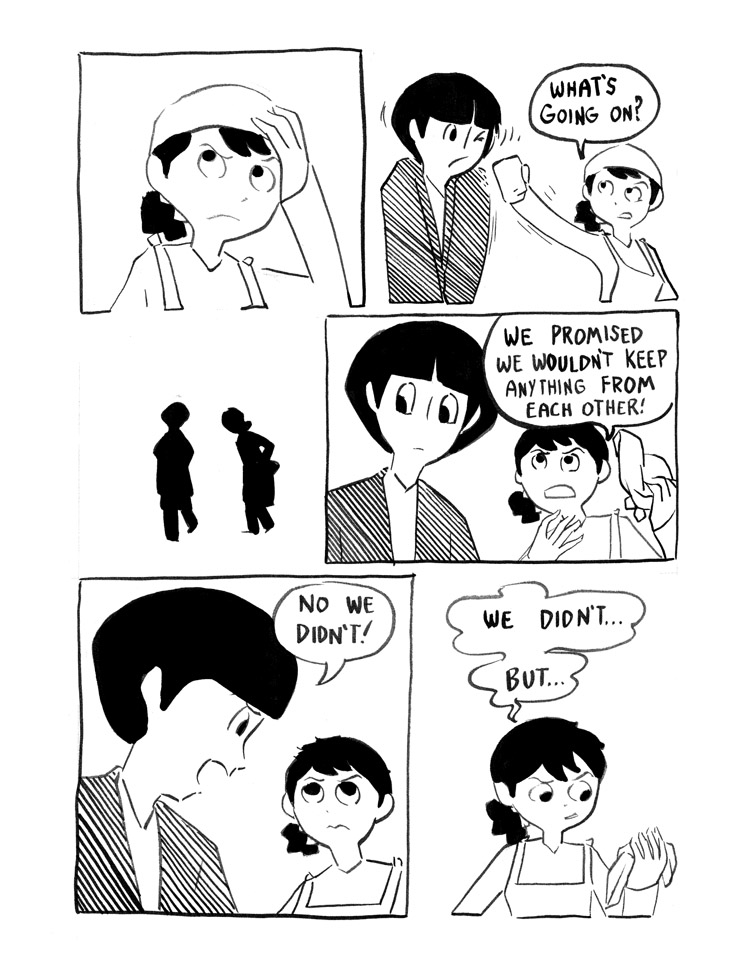 WHAT'S
GOING ON?
WE PROMISED
WE WOULDN'T KEEP
ANYTHING FROM
EACH OTHER!
NO WE
DIDN'T!
WE DIDN'T...
BUT...